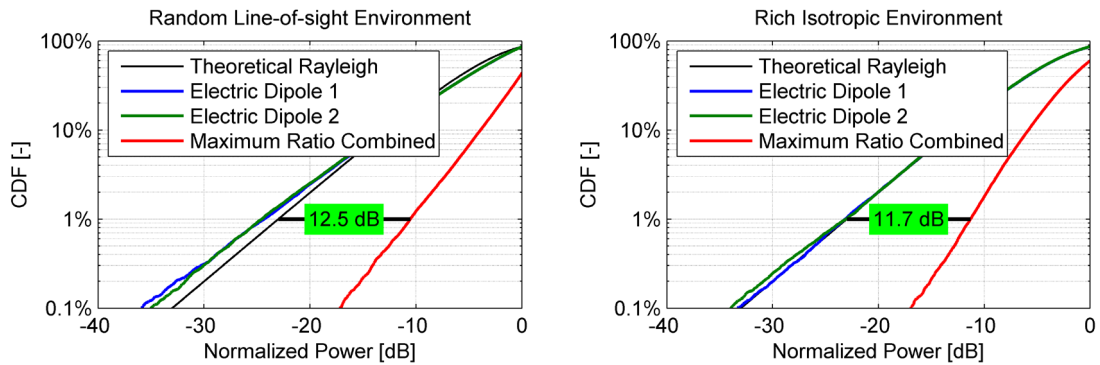 Random Line-of-sight Environment
100%
10%
1%
0.1%
CDF [-]
Theoretical Rayleigh
Electric Dipole 1
Electric Dipole 2
Maximum Ratio Combined
12.5 dB
-40 -30 -20 -10 0
Normalized Power [dB]
Rich Isotropic Environment
100%
10%
1%
0.1%
CDF [-]
Theoretical Rayleigh
Electric Dipole 1
Electric Dipole 2
Maximum Ratio Combined
11.7 dB
-40 -30 -20 -10 0
Normalized Power [dB]